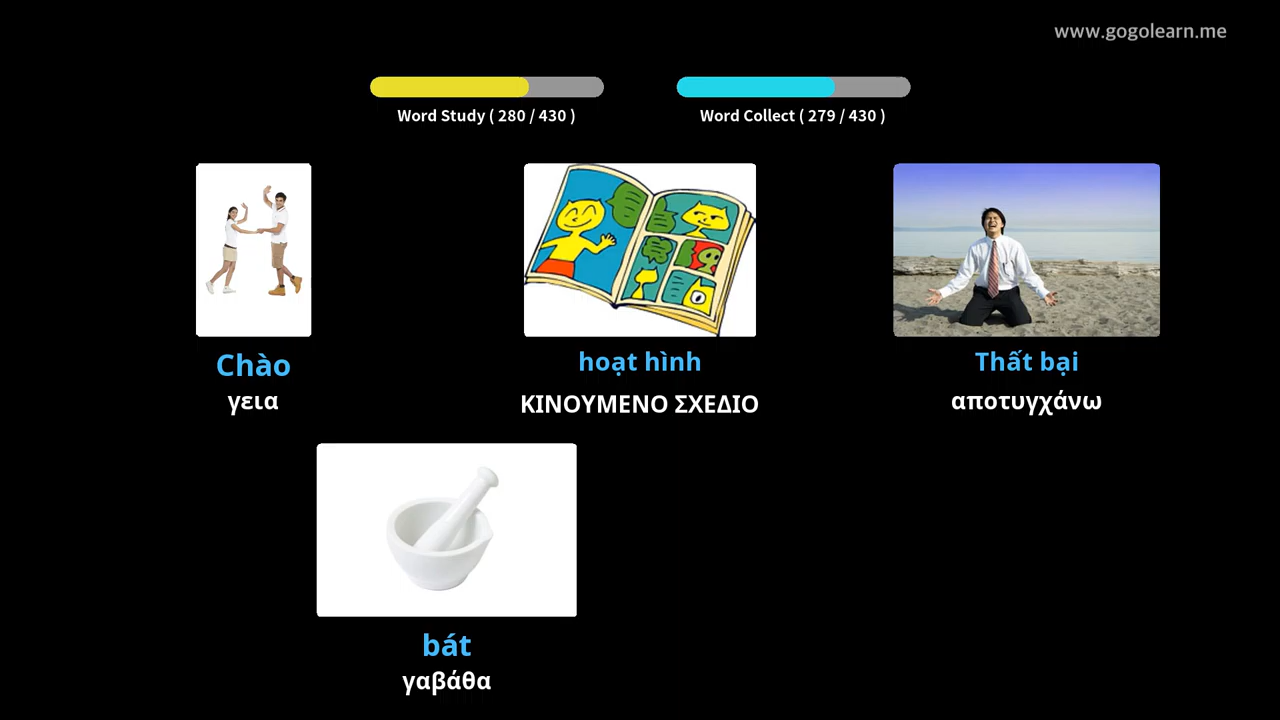 www.gogolearn.me
Word Study ( 280 / 430 )
Word Collect ( 279 / 430 )
Chào
γεια
hoạt hình
ΚΙΝΟΥΜΕΝΟ ΣΧΕΔΙΟ
Thất bại
αποτυγχάνω
bát
γαβάθα